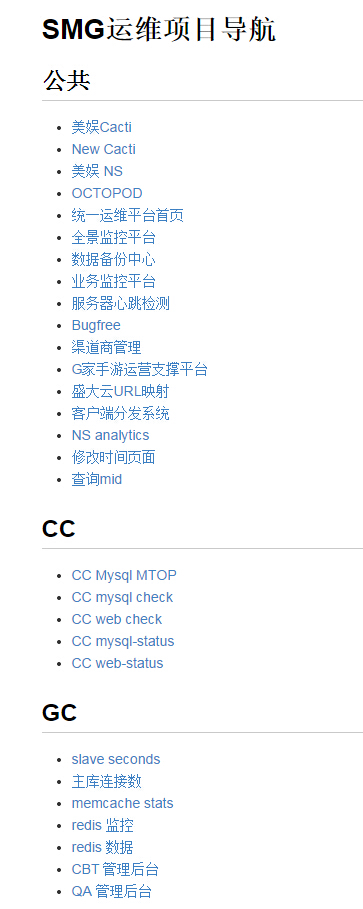 SMG运维项目导航
公共
美娱Cacti
New Cacti
美娱 NS
OCTOPOD
统一运维平台首页
全景监控平台
数据备份中心
业务监控平台
服务器心跳检测
Bugfree
渠道商管理
G家手游运营支撑平台
盛大云URL映射
客户端分发系统
NS analytics
修改时间页面
查询mid
CC
CC Mysql MTOP
CC mysql check
CC web check
CC mysql-status
CC web-status
GC
slave seconds
主库连接数
memcache stats
redis 监控
redis 数据
CBT 管理后台
QA 管理后台